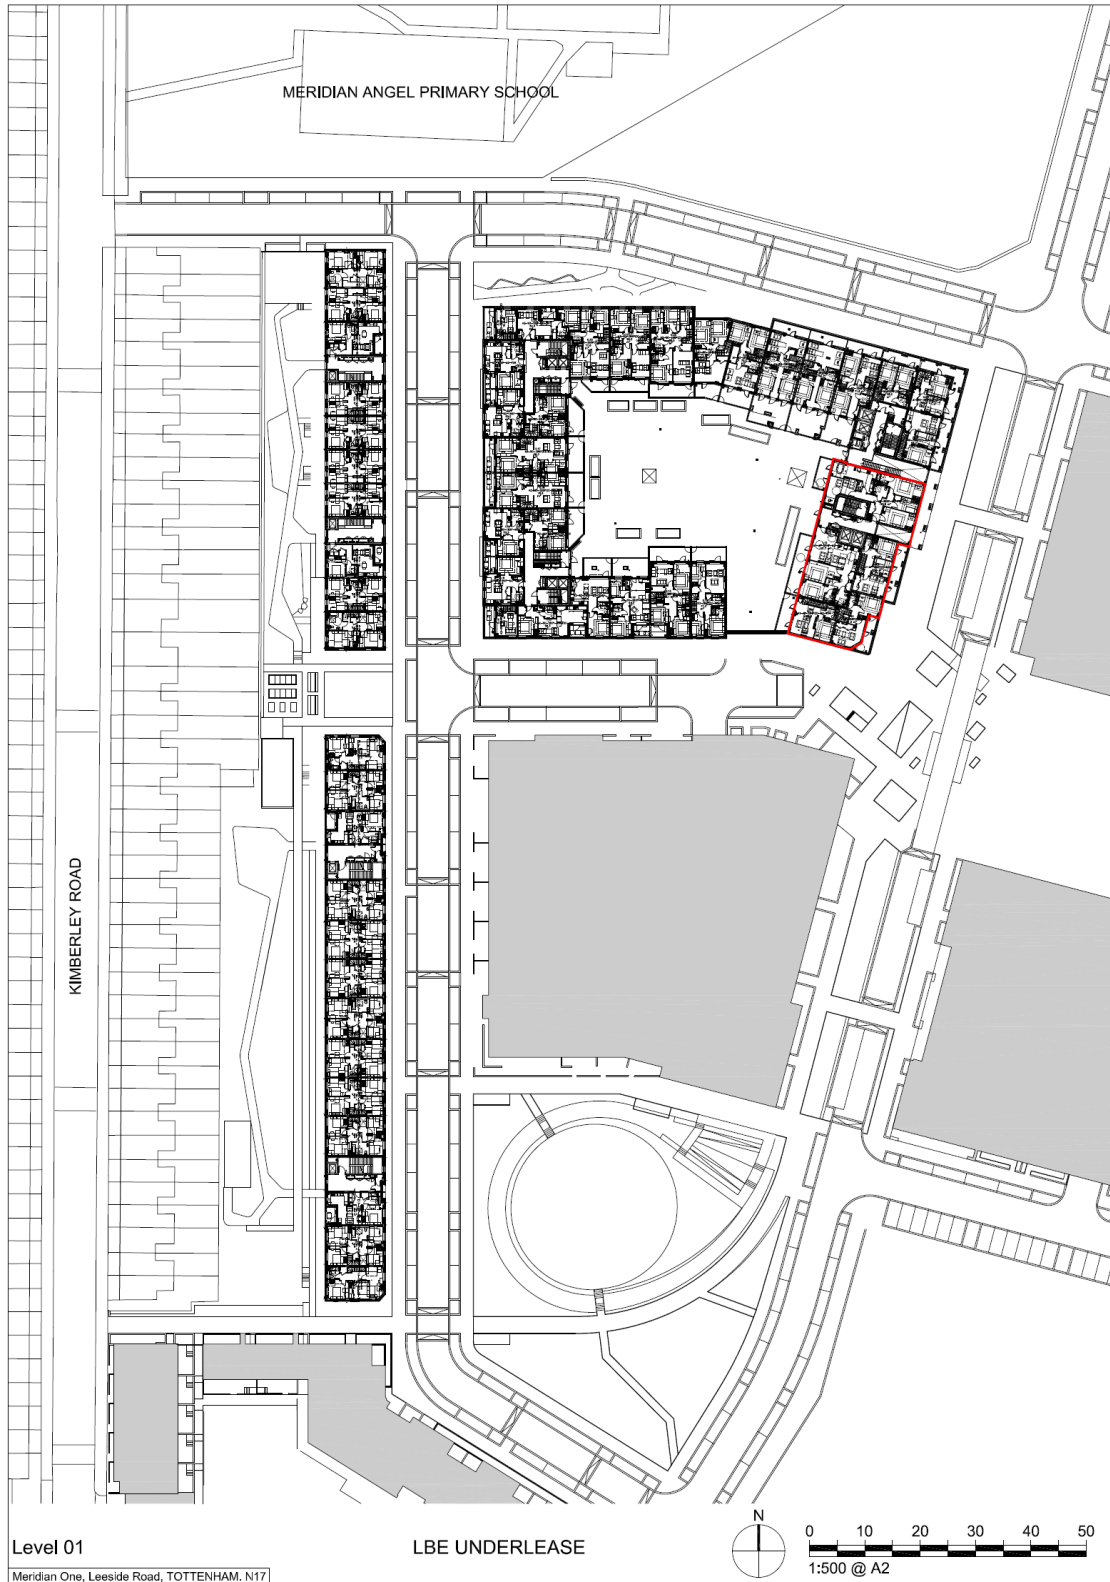 MERIDIAN ANGEL PRIMARY SCHOOL
KIMBERLEY ROAD
Level 01
LBE UNDERLEASE
N
0 10 20 30 40 50
1:500 @ A2
Meridian One, Leeside Road, TOTTENHAM. N17